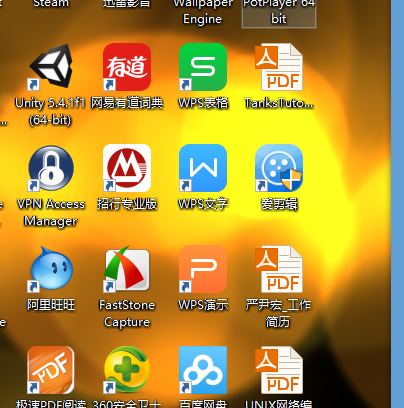 Steam
迅雷影音
Wallpaper
Engine
PotPlayer 64
bit
有道
S
PDF
Unity 5.4.1f1
(64-bit)
网易有道词典
WPS表格
TanksTuto...
W
VPN Access
Manager
招行专业版
WPS文字
爱剪辑
P
PDF
阿里旺旺
FastStone
Capture
WPS演示
严尹宏_工作
简历
PDF
PDF
极速PDF阅读
360安全卫士
百度网盘
UNIX网络编